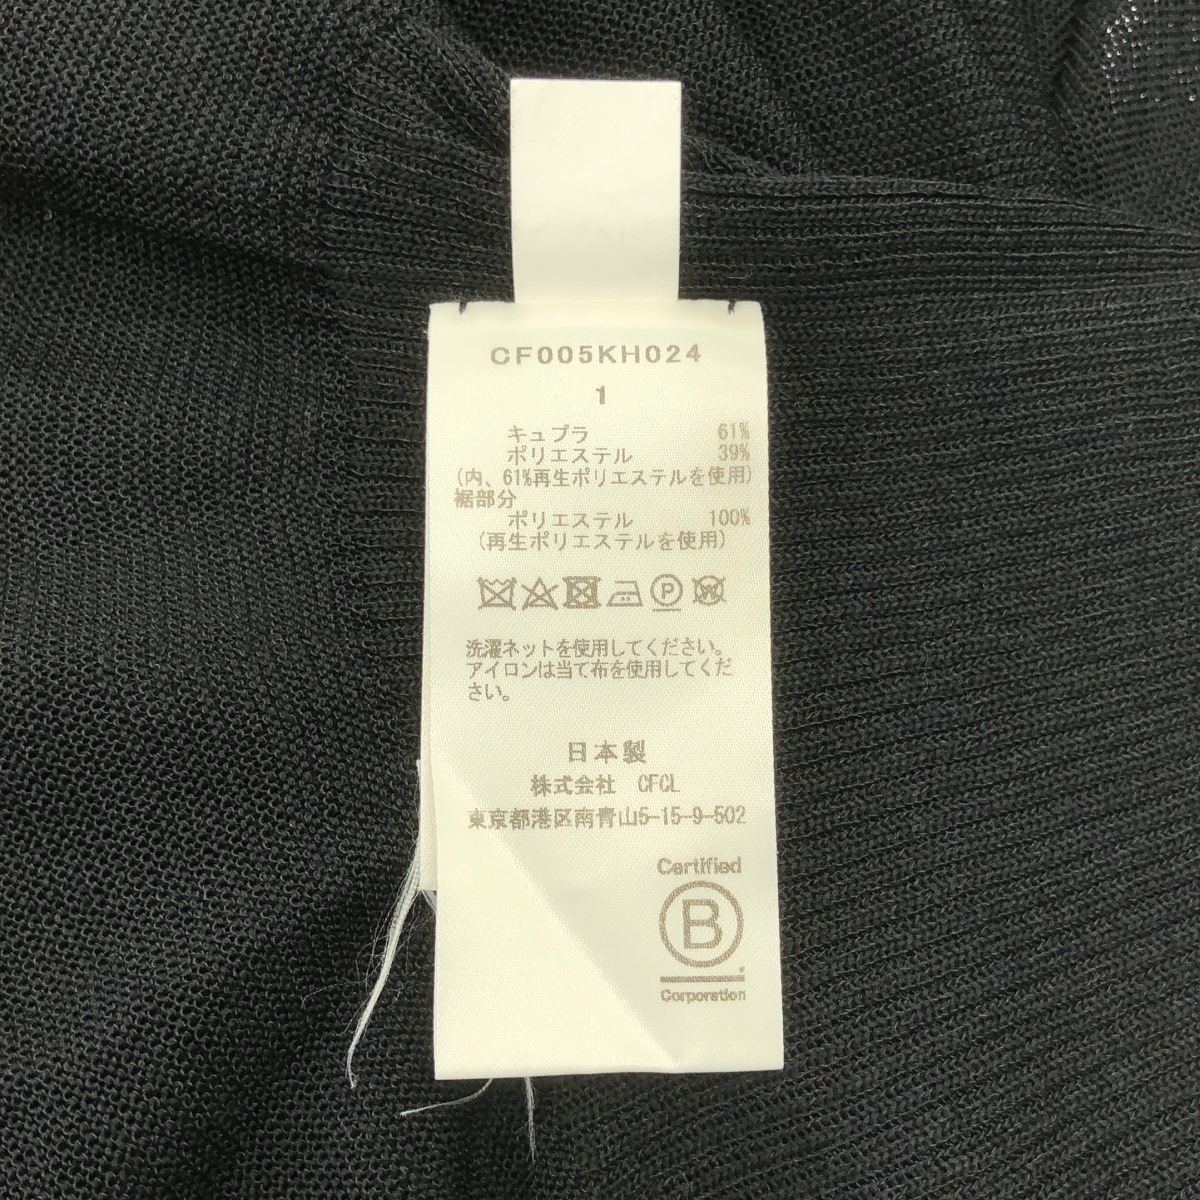 CF005KH024
1
キュプラ 61%
ポリエステル 39%
(内、61%再生ポリエステルを使用)
裾部分
ポリエステル 100%
(再生ポリエステルを使用)
P
W
洗濯ネットを使用してください。
アイロンは当て布を使用してくだ
さい。
日本製
株式会社 CFCL
東京都港区南青山5-15-9-502
Certified
B
Corporation